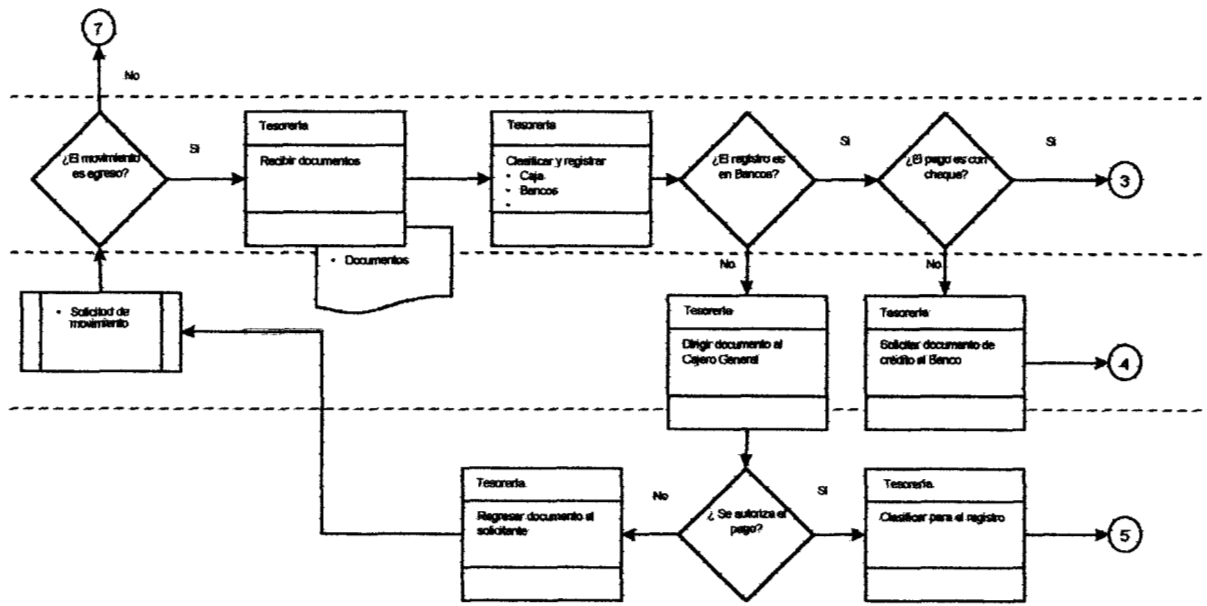 7
No
¿El movimiento
es egreso?
Si
Tesorería
Recibir documentos
• Documentos
Tesorería
Clasificar y registrar
• Caja
• Bancos
•
¿El registro es
en Bancos?
Si
¿El pago es con
cheque?
Si
3
No
No
• Solicitud de
movimiento
Tesorería
Dirigir documento al
Cajero General
Tesorería
Solicitar documento de
crédito al Banco
4
Tesorería
Regresar documento al
solicitante
No
¿ Se autoriza el
pago?
Si
Tesorería
Clasificar para el registro
5